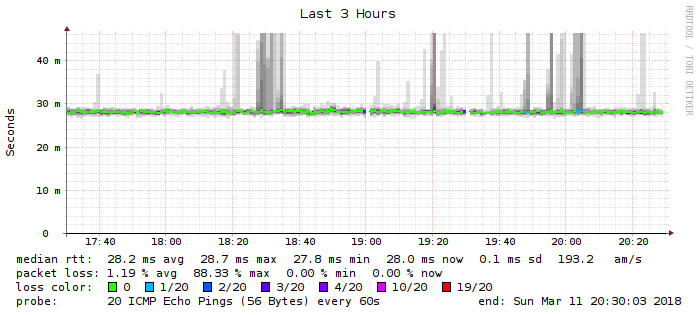 Last 3 Hours
RRDTOOL / TOBI OETIKER
Seconds
40 m
30 m
20 m
10 m
0
17:40 18:00 18:20 18:40 19:00 19:20 19:40 20:00 20:20
median rtt: 28.2 ms avg 28.7 ms max 27.8 ms min 28.0 ms now 0.1 ms sd 193.2 am/s
packet loss: 1.19 % avg 88.33 % max 0.00 % min 0.00 % now
loss color: 0 1/20 2/20 3/20 4/20 10/20 19/20
probe: 20 ICMP Echo Pings (56 Bytes) every 60s end: Sun Mar 11 20:30:03 2018